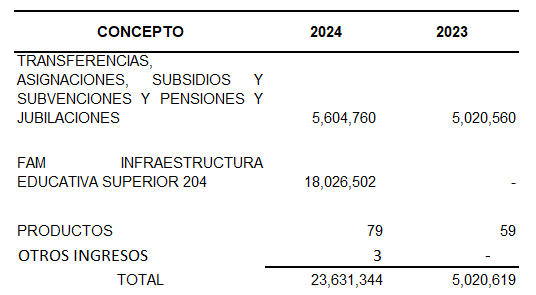 CONCEPTO 2024 2023
TRANSFERENCIAS,
ASIGNACIONES, SUBSIDIOS Y
SUBVENCIONES Y PENSIONES Y
JUBILACIONES 5,604,760 5,020,560
FAM INFRAESTRUCTURA
EDUCATIVA SUPERIOR 204 18,026,502 -
PRODUCTOS 79 59
OTROS INGRESOS 3 -
TOTAL 23,631,344 5,020,619